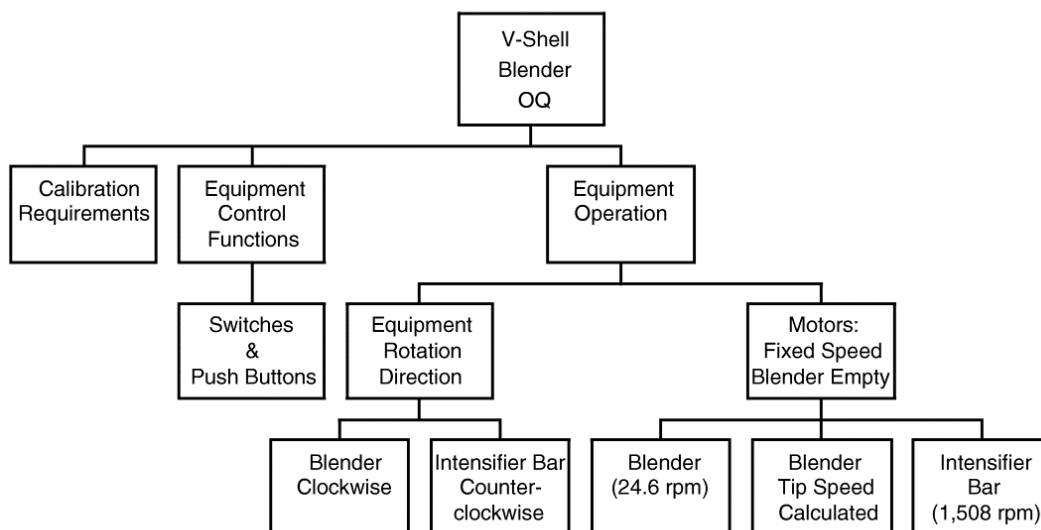 V-Shell
Blender
OQ
Calibration
Requirements
Equipment
Control
Functions
Equipment
Operation
Switches
&
Push Buttons
Equipment
Rotation
Direction
Motors:
Fixed Speed
Blender Empty
Blender
Clockwise
Intensifier Bar
Counter-
clockwise
Blender
(24.6 rpm)
Blender
Tip Speed
Calculated
Intensifier
Bar
(1,508 rpm)